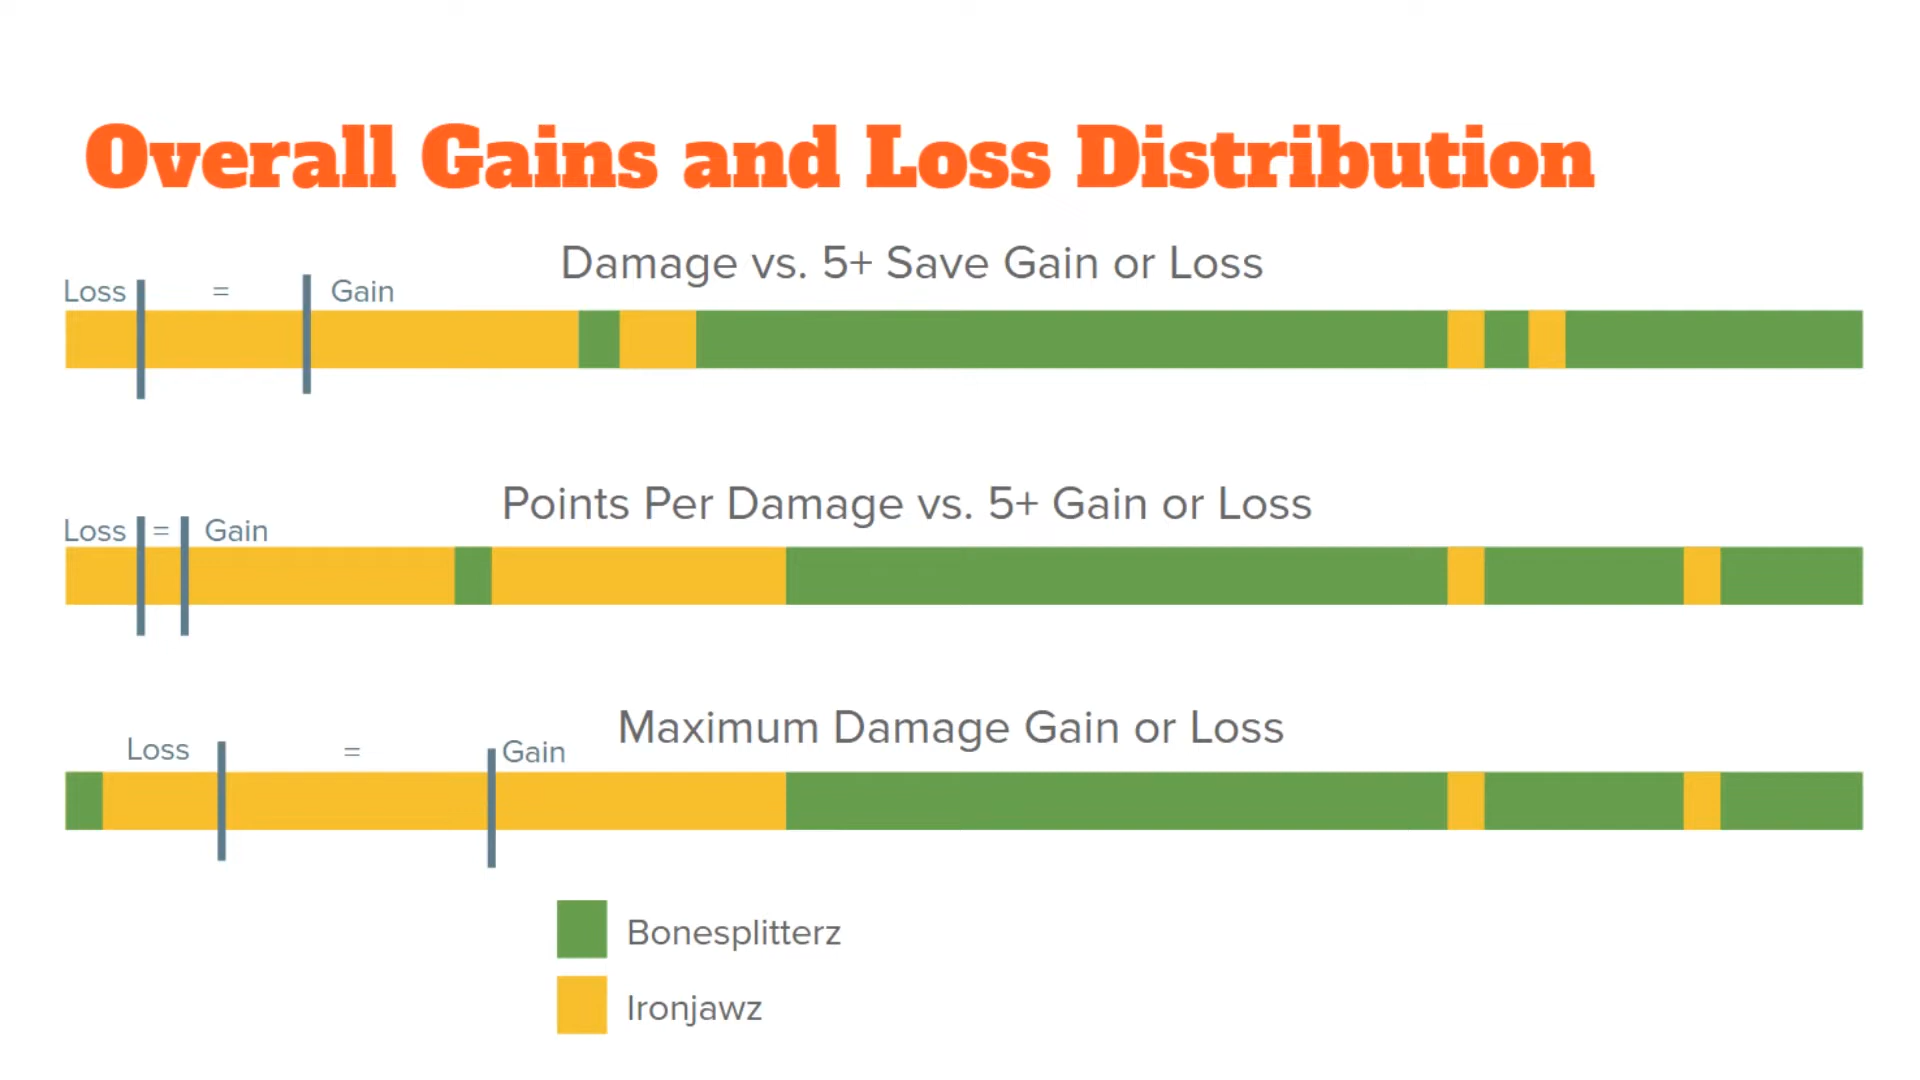 Overall Gains and Loss Distribution
Damage vs. 5+ Save Gain or Loss
Loss = Gain
Points Per Damage vs. 5+ Gain or Loss
Loss = Gain
Maximum Damage Gain or Loss
Loss = Gain
Bonesplitterz
Ironjawz